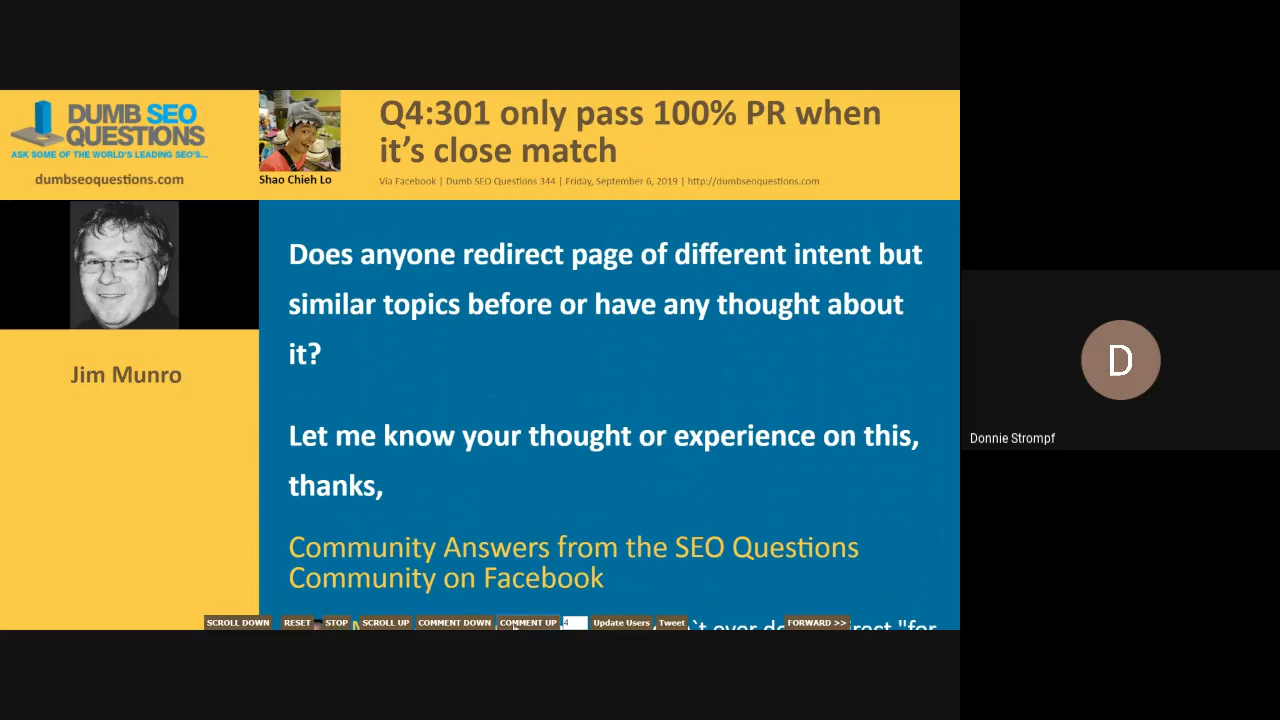 DUMB SEO
QUESTIONS
ASK SOME OF THE WORLD'S LEADING SEO'S...
dumbseoquestions.com
Shao Chieh Lo
Q4:301 only pass 100% PR when
it's close match
Via Facebook | Dumb SEO Questions 344 | Friday, September 6, 2019 | http://dumbseoquestions.com
Jim Munro
Does anyone redirect page of different intent but
similar topics before or have any thought about
it?
Let me know your thought or experience on this,
thanks,
Community Answers from the SEO Questions
Community on Facebook
SCROLL DOWN RESET STOP SCROLL UP COMMENT DOWN COMMENT UP 4 Update Users Tweet FORWARD >>
D
Donnie Strompf